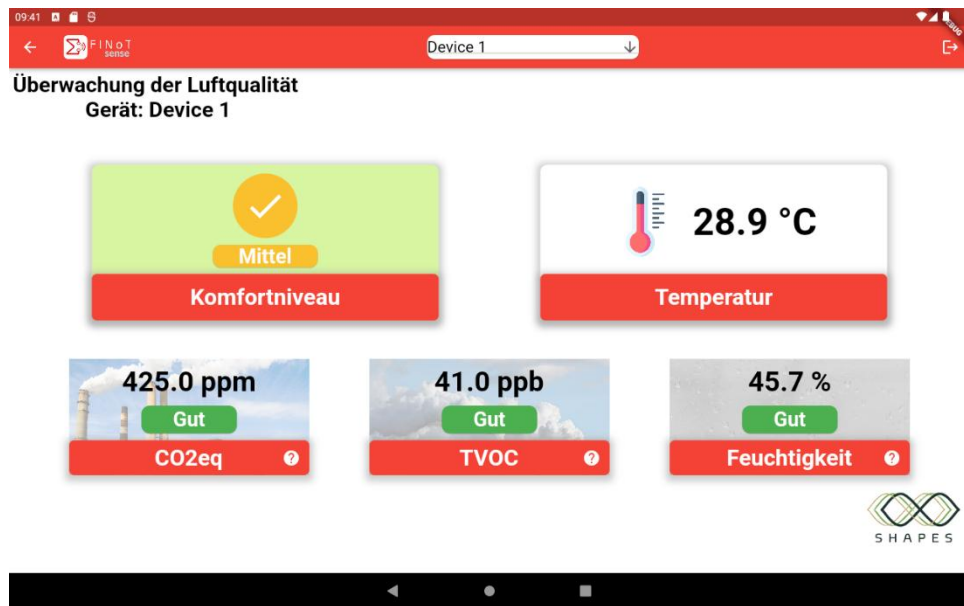 09:41
FINoT
sense
Device 1
Überwachung der Luftqualität
Gerät: Device 1
Mittel
Komfortniveau
28.9 °C
Temperatur
425.0 ppm
Gut
CO2eq ?
41.0 ppb
Gut
TVOC ?
45.7 %
Gut
Feuchtigkeit ?
SHAPES